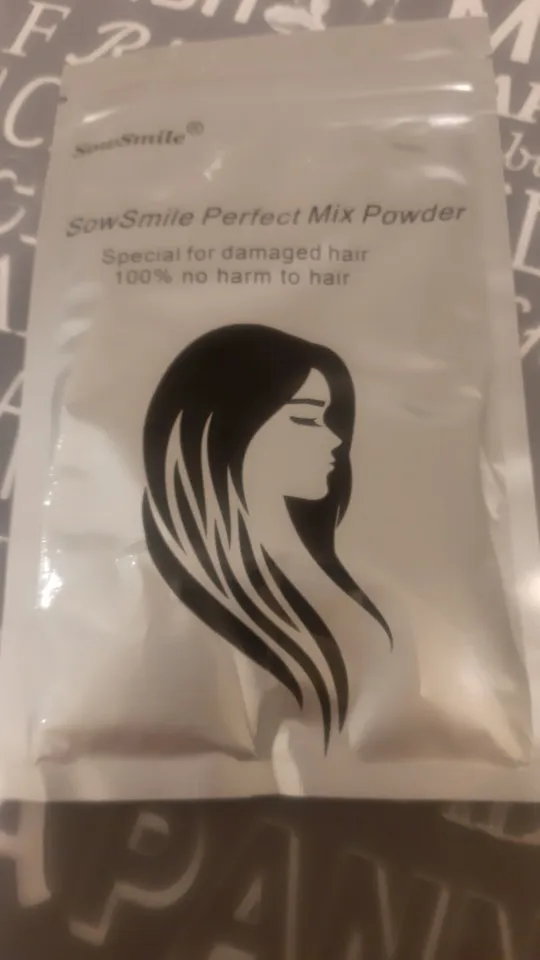 SowSmile®
SowSmile Perfect Mix Powder
Special for damaged hair
100% no harm to hair